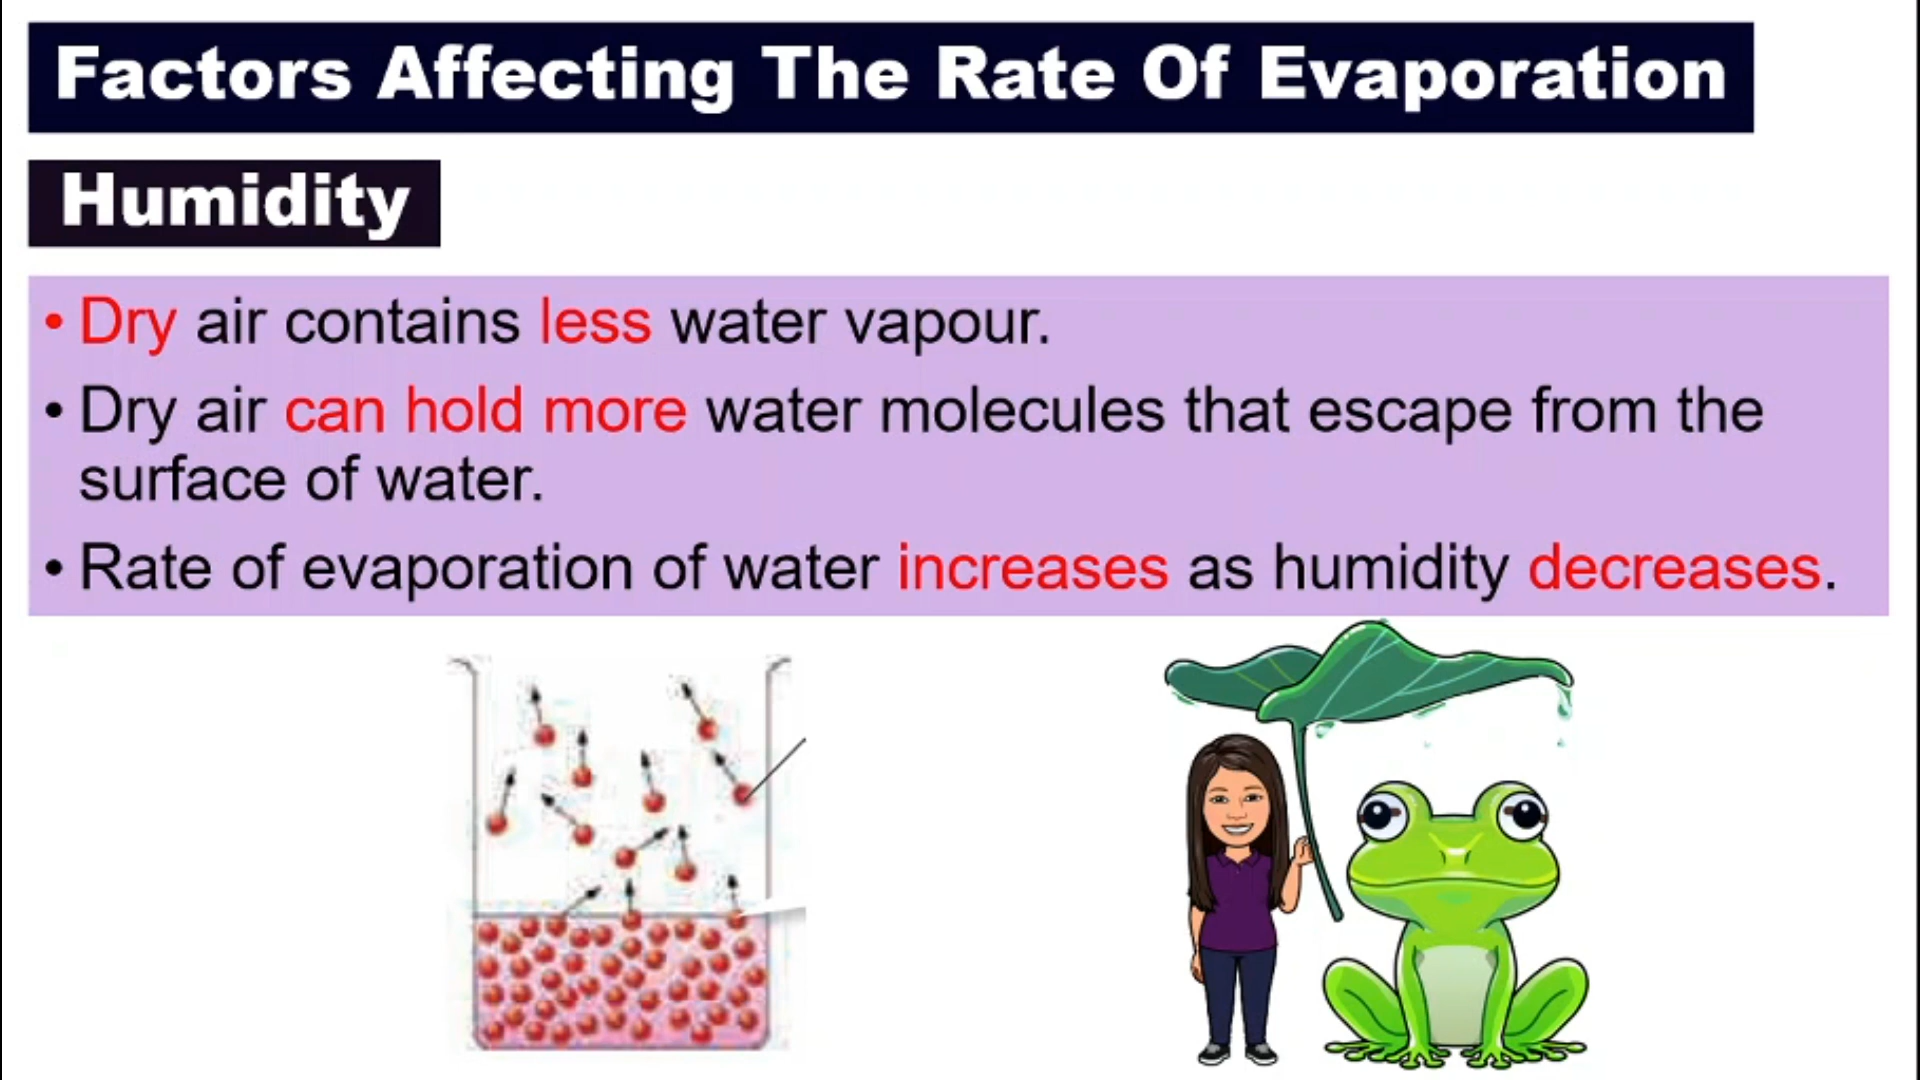 Factors Affecting The Rate Of Evaporation
Humidity
• Dry air contains less water vapour.
• Dry air can hold more water molecules that escape from the
surface of water.
• Rate of evaporation of water increases as humidity decreases.